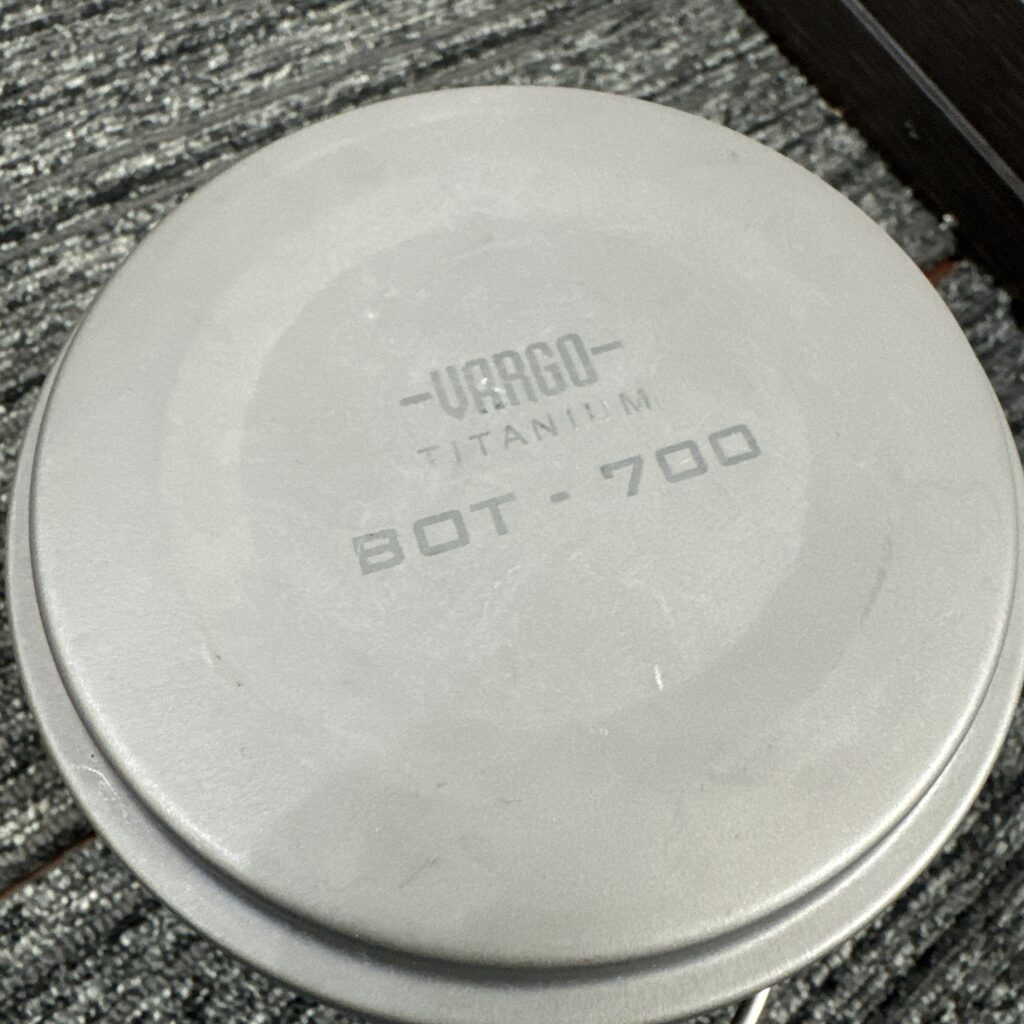 -VARGO-
TITANIUM
BOT - 700